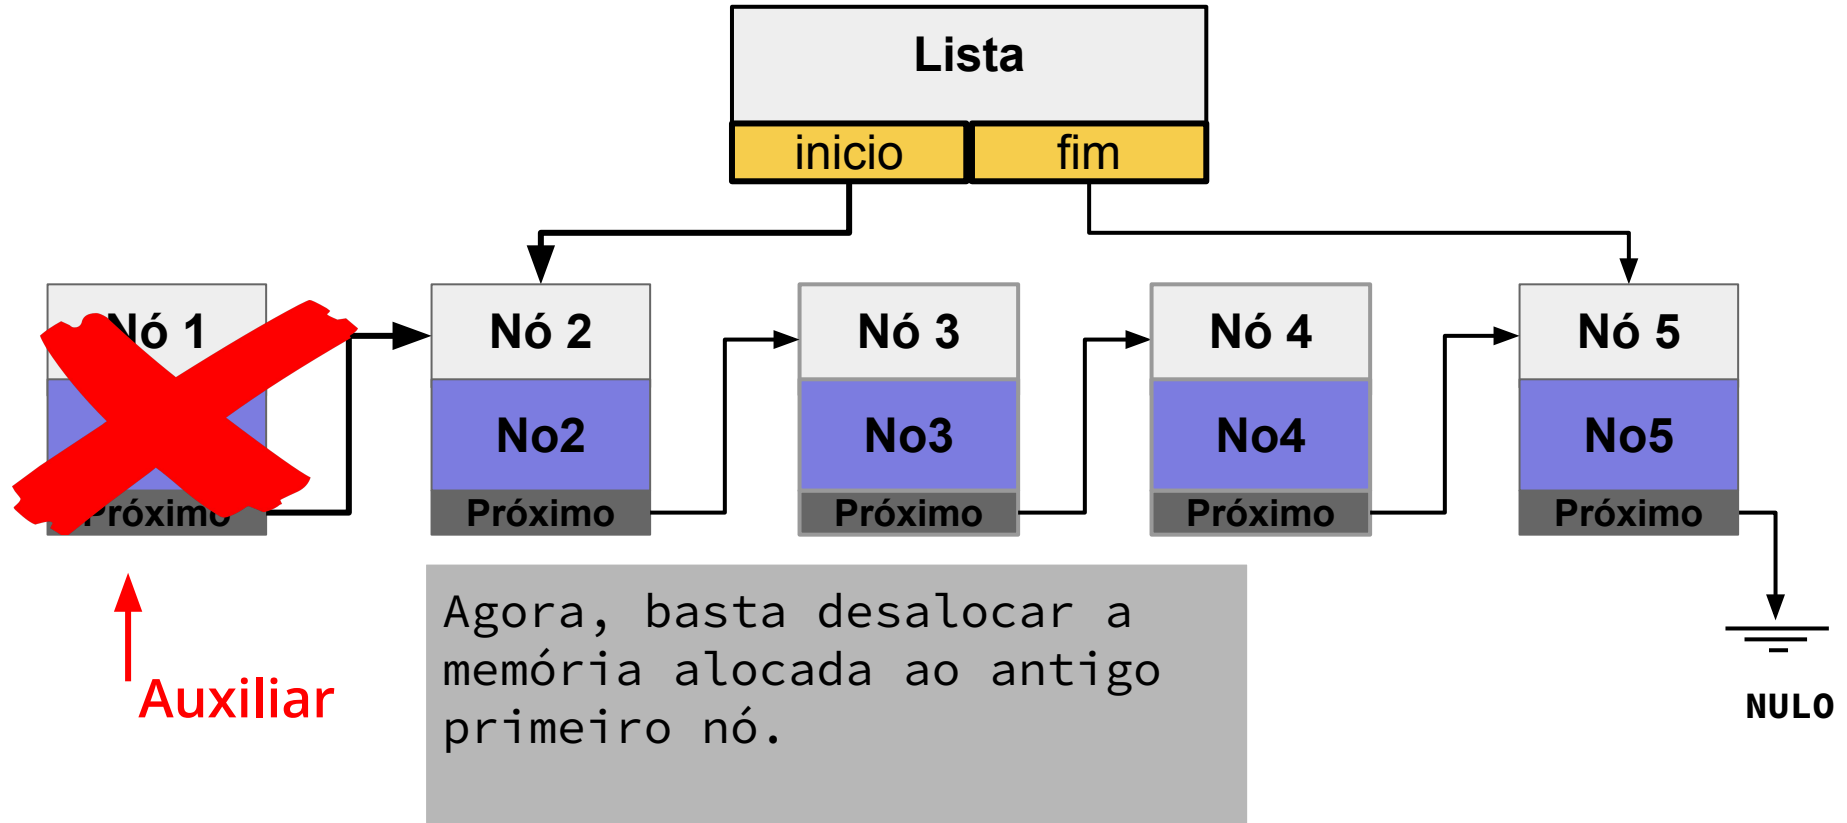 Lista
inicio fim
Nó 1 Nó 2 Nó 3 Nó 4 Nó 5
No2 No3 No4 No5
Próximo Próximo Próximo Próximo Próximo
Auxiliar
Agora, basta desalocar a
memória alocada ao antigo
primeiro nó.
NULO